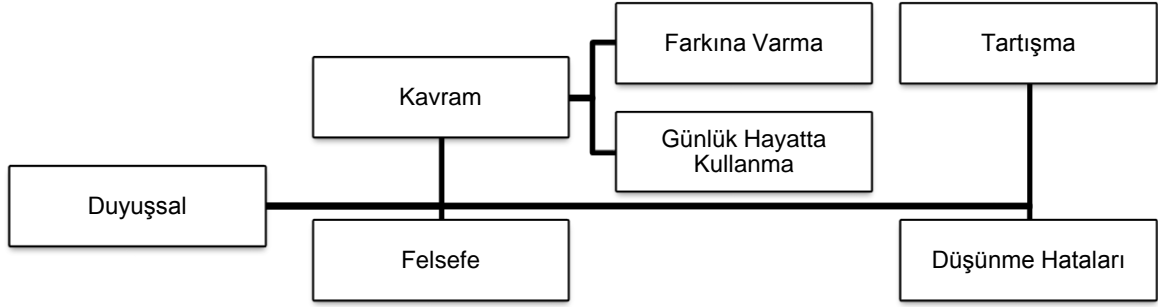 Farkına Varma
Tartışma
Kavram
Günlük Hayatta
Kullanma
Duyuşsal
Felsefe
Düşünme Hataları